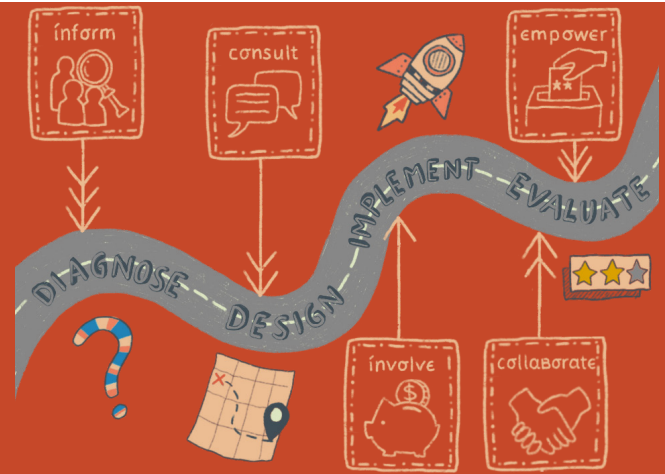 inform
consult
empower
DIAGNOSE
DESIGN
IMPLEMENT
EVALUATE
involve
$
collaborate
**